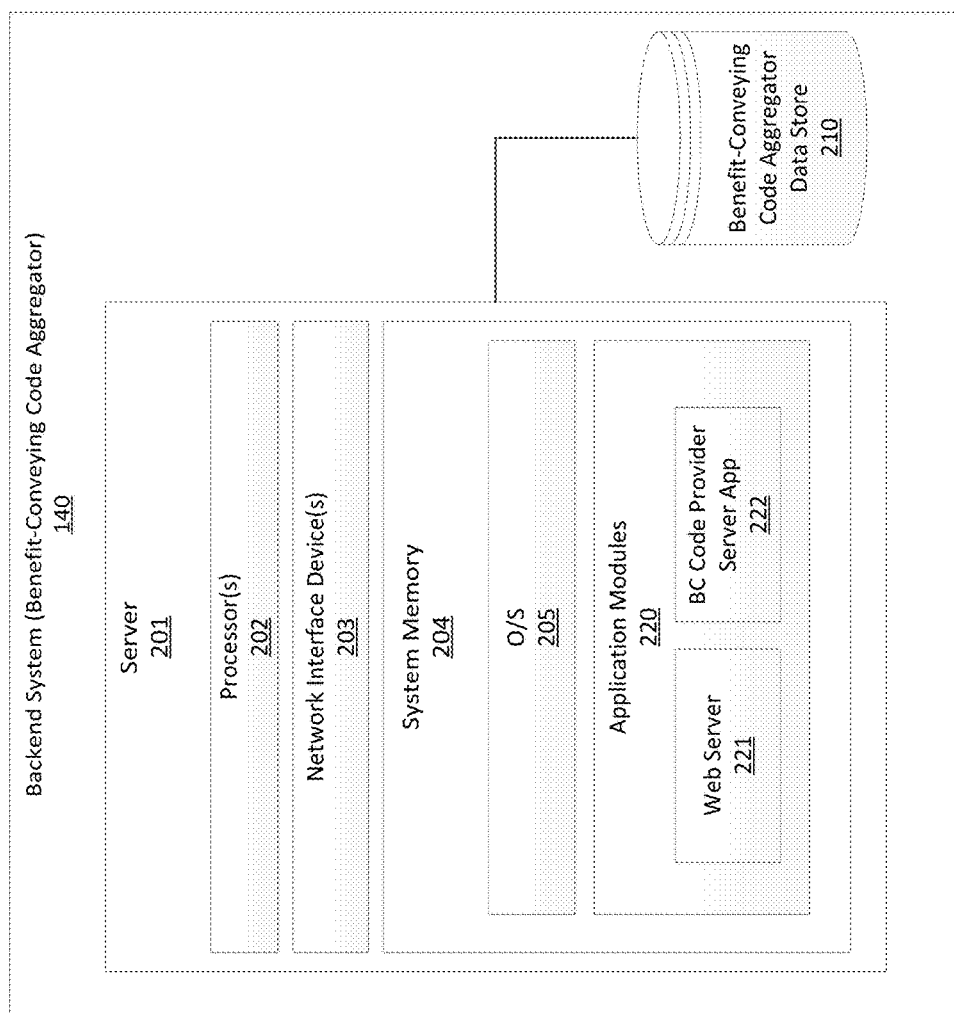 Backend System (Benefit-Conveying Code Aggregator)
140
Server
201
Processor(s)
202
Network Interface Device(s)
203
System Memory
204
O/S
205
Application Modules
220
Web Server
221
BC Code Provider
Server App
222
Benefit-Conveying
Code Aggregator
Data Store
210